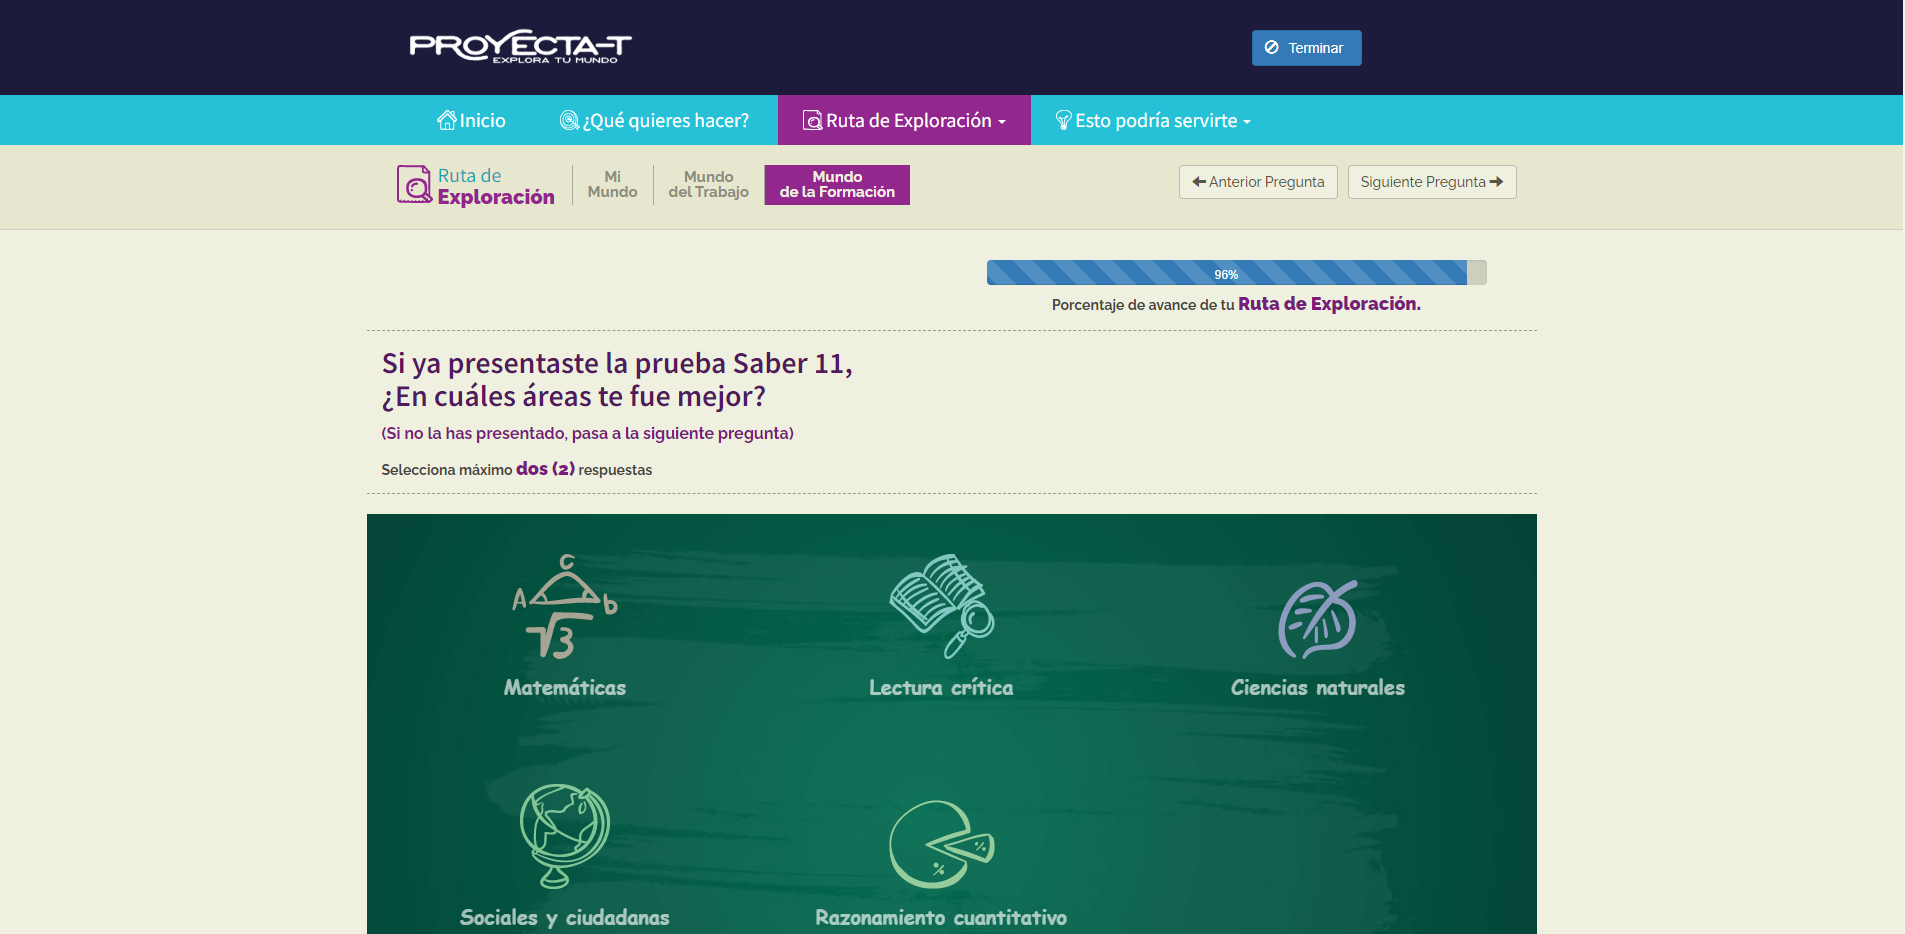 PROYECTA-T
EXPLORA TU MUNDO
Terminar
Inicio
¿Qué quieres hacer?
Ruta de Exploración
Esto podría servirte
Ruta de
Exploración
Mi
Mundo
Mundo
del Trabajo
Mundo
de la Formación
Anterior Pregunta
Siguiente Pregunta
96%
Porcentaje de avance de tu Ruta de Exploración.
Si ya presentaste la prueba Saber 11,
¿En cuáles áreas te fue mejor?
(Si no la has presentado, pasa a la siguiente pregunta)
Selecciona máximo dos (2) respuestas
C
A b
√3
Matemáticas
Lectura crítica
Ciencias naturales
%
%
Sociales y ciudadanas
Razonamiento cuantitativo